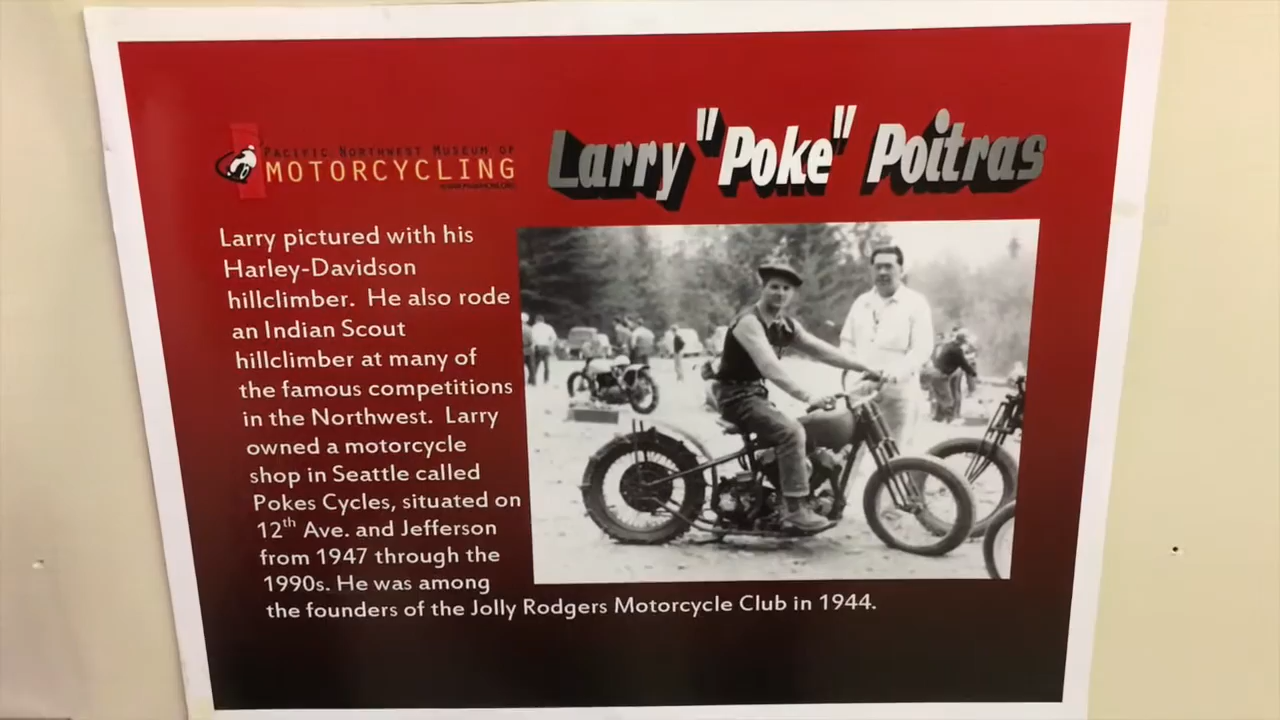 PACIFIC NORTHWEST MUSEUM OF
MOTORCYCLING
Larry "Poke" Poitras
Larry pictured with his
Harley-Davidson
hillclimber. He also rode
an Indian Scout
hillclimber at many of
the famous competitions
in the Northwest. Larry
owned a motorcycle
shop in Seattle called
Pokes Cycles, situated on
12th Ave. and Jefferson
from 1947 through the
1990s. He was among
the founders of the Jolly Rodgers Motorcycle Club in 1944.